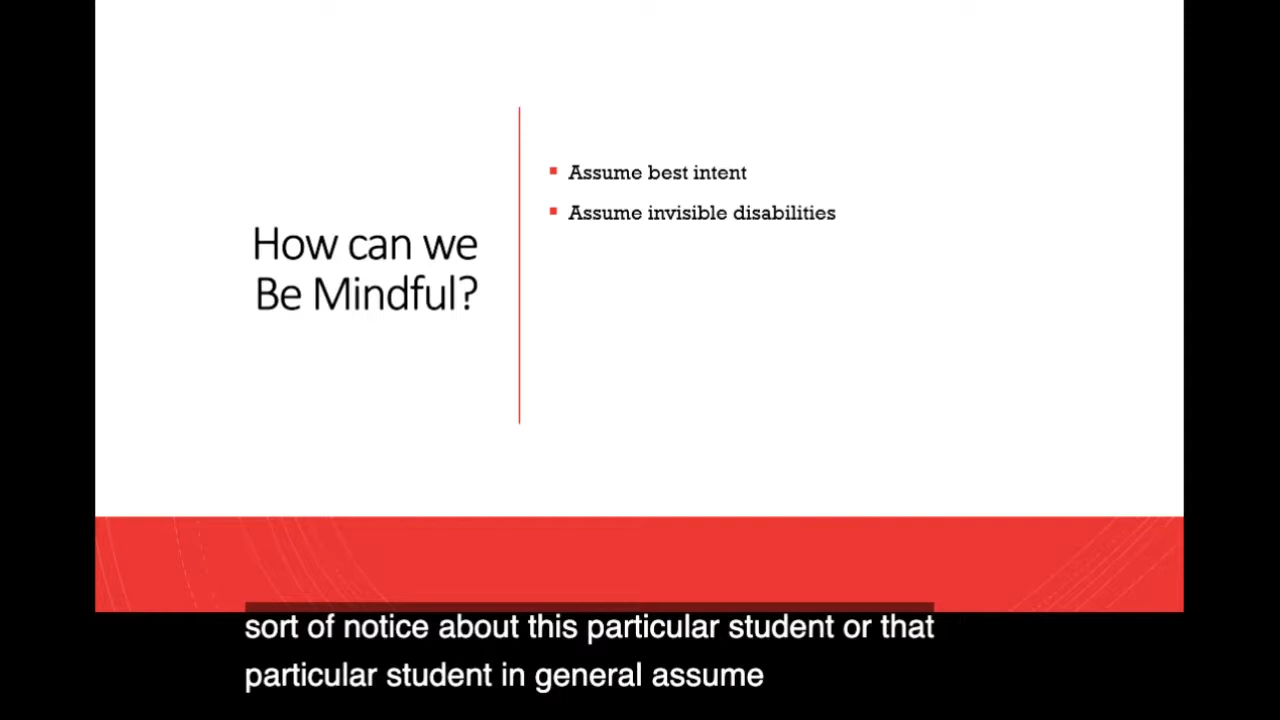 How can we
Be Mindful?
Assume best intent
Assume invisible disabilities
sort of notice about this particular student or that
particular student in general assume